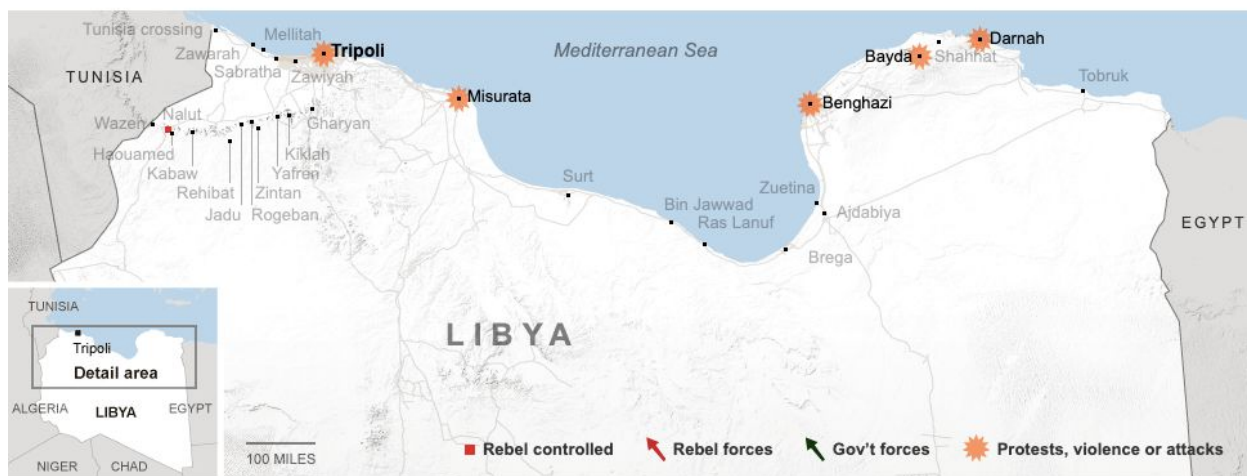 Tunisia crossing
Mellitah
Zawarah
Tripoli
Sabratha
Zawiyah
TUNISIA
Mediterranean Sea
Darnah
Bayda
Shahhat
Tobruk
Misurata
Benghazi
Nalut
Wazen
Gharyan
Haouamed
Kiklah
Kabaw
Yafren
Rehibat
Zintan
Jadu
Rogeban
Surt
Zuetina
Bin Jawwad
Ajdabiya
Ras Lanuf
Brega
EGYPT
LIBYA
TUNISIA
Tripoli
Detail area
ALGERIA
LIBYA
EGYPT
NIGER
CHAD
100 MILES
Rebel controlled
Rebel forces
Gov't forces
Protests, violence or attacks